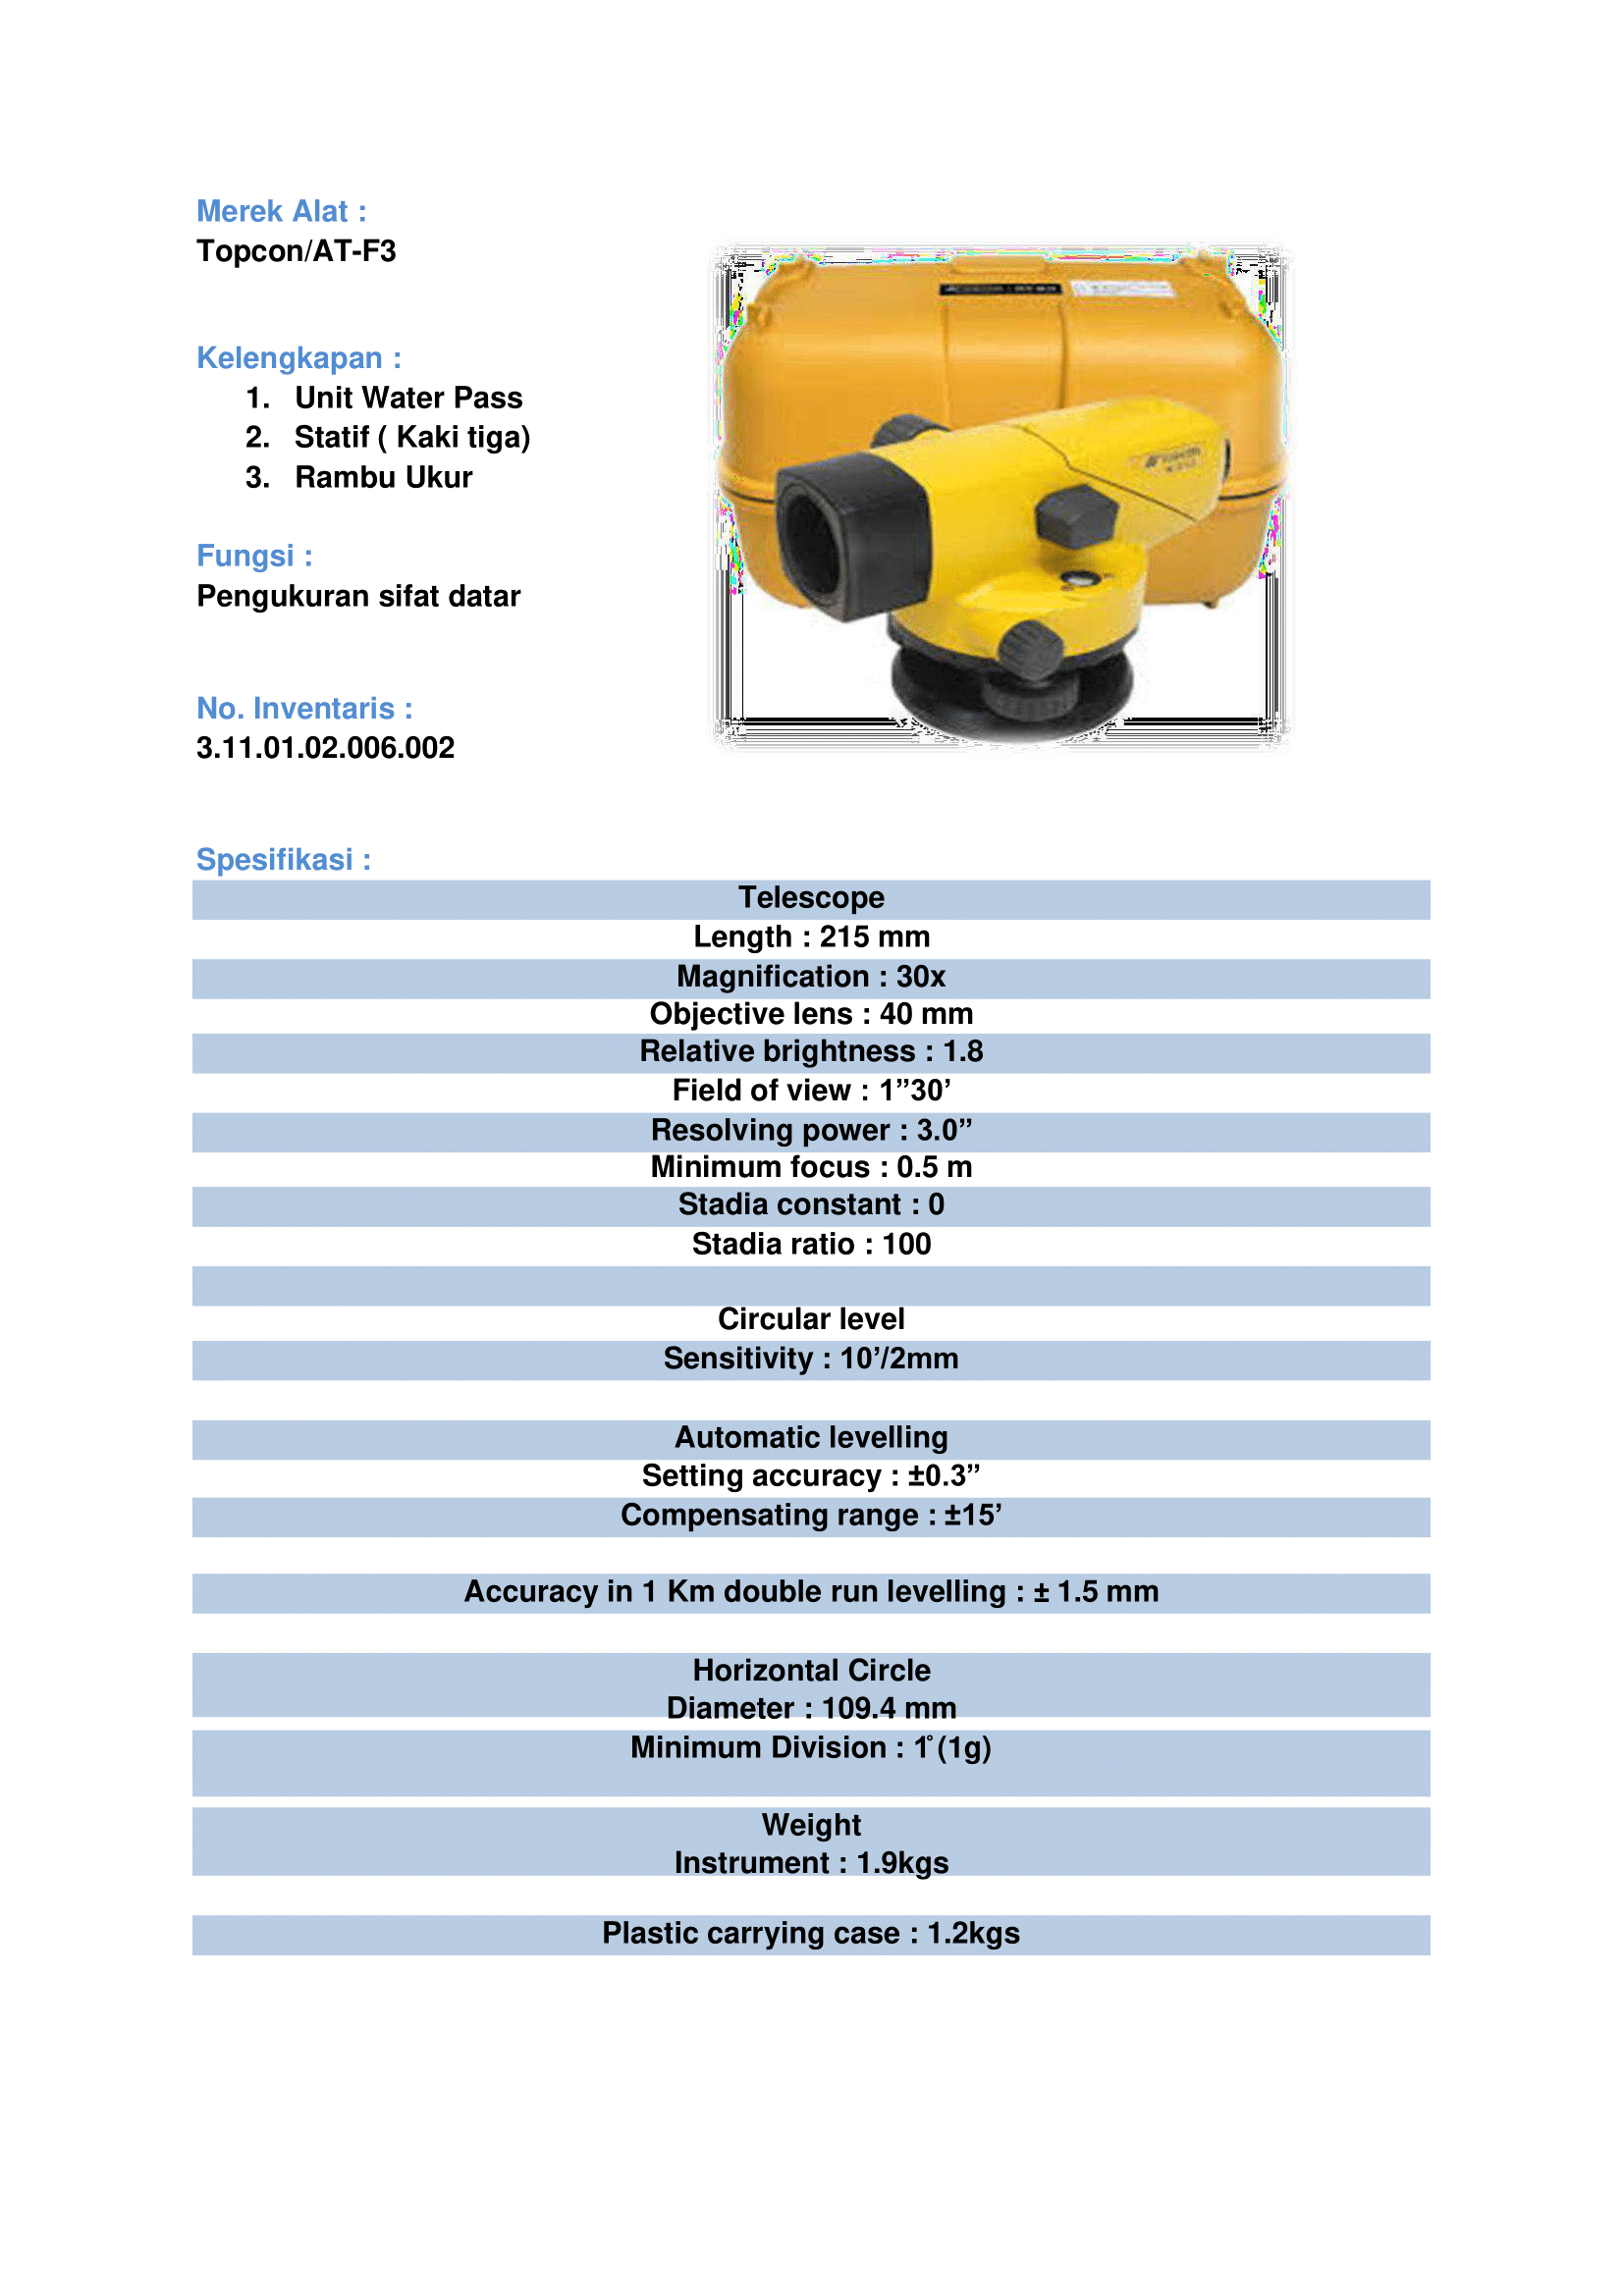 Merek Alat :
Topcon/AT-F3
Kelengkapan :
1. Unit Water Pass
2. Statif ( Kaki tiga)
3. Rambu Ukur
Fungsi :
Pengukuran sifat datar
No. Inventaris :
3.11.01.02.006.002
Spesifikasi :
Telescope
Length : 215 mm
Magnification : 30x
Objective lens : 40 mm
Relative brightness : 1.8
Field of view : 1”30’
Resolving power : 3.0”
Minimum focus : 0.5 m
Stadia constant : 0
Stadia ratio : 100
Circular level
Sensitivity : 10’/2mm
Automatic levelling
Setting accuracy : ±0.3”
Compensating range : ±15’
Accuracy in 1 Km double run levelling : ± 1.5 mm
Horizontal Circle
Diameter : 109.4 mm
Minimum Division : 1˚(1g)
Weight
Instrument : 1.9kgs
Plastic carrying case : 1.2kgs